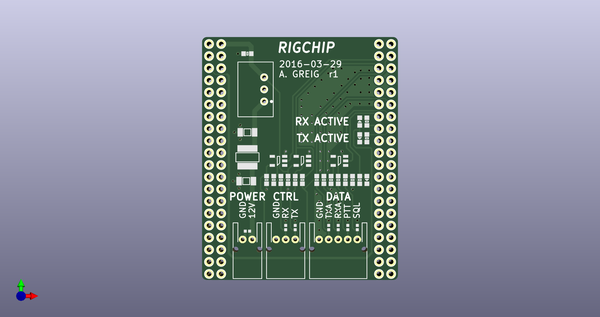 RIGCHIP
2016-03-29
A. GREIG r1
RX ACTIVE
TX ACTIVE
POWER CTRL DATA
GND
12V
GND
RX
TX
GND
TXA
RXA
PTT
SQL